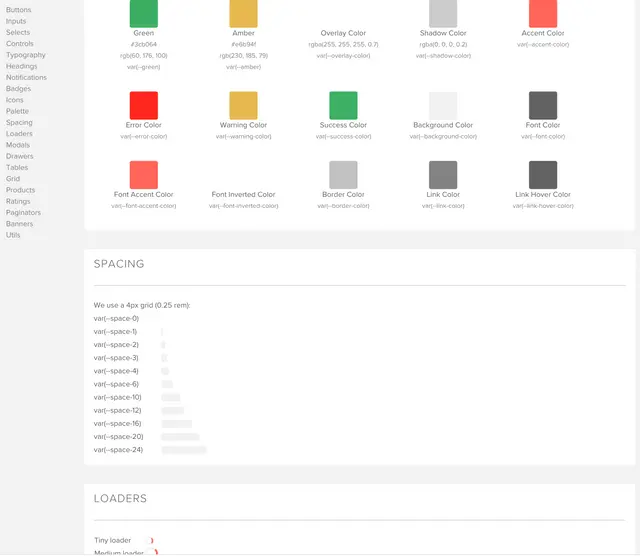 Buttons
Inputs
Selects
Controls
Typography
Headings
Notifications
Badges
Icons
Palette
Spacing
Loaders
Modals
Drawers
Tables
Grid
Products
Ratings
Paginators
Banners
Utils
Green Amber Overlay Color Shadow Color Accent Color
#3cb064 #e6b94f rgba(255, 255, 255, 0.7) rgba(0, 0, 0, 0.2) var(--accent-color)
rgb(60, 176, 100) rgb(230, 185, 79) var(--overlay-color) var(--shadow-color)
var(--green) var(--amber)
Error Color Warning Color Success Color Background Color Font Color
var(--error-color) var(--warning-color) var(--success-color) var(--background-color) var(--font-color)
Font Accent Color Font Inverted Color Border Color Link Color Link Hover Color
var(--font-accent-color) var(--font-inverted-color) var(--border-color) var(--link-color) var(--link-hover-color)
SPACING
We use a 4px grid (0.25 rem):
var(--space-0)
var(--space-1)
var(--space-2)
var(--space-3)
var(--space-4)
var(--space-6)
var(--space-10)
var(--space-12)
var(--space-16)
var(--space-20)
var(--space-24)
LOADERS
Tiny loader
Medium loader